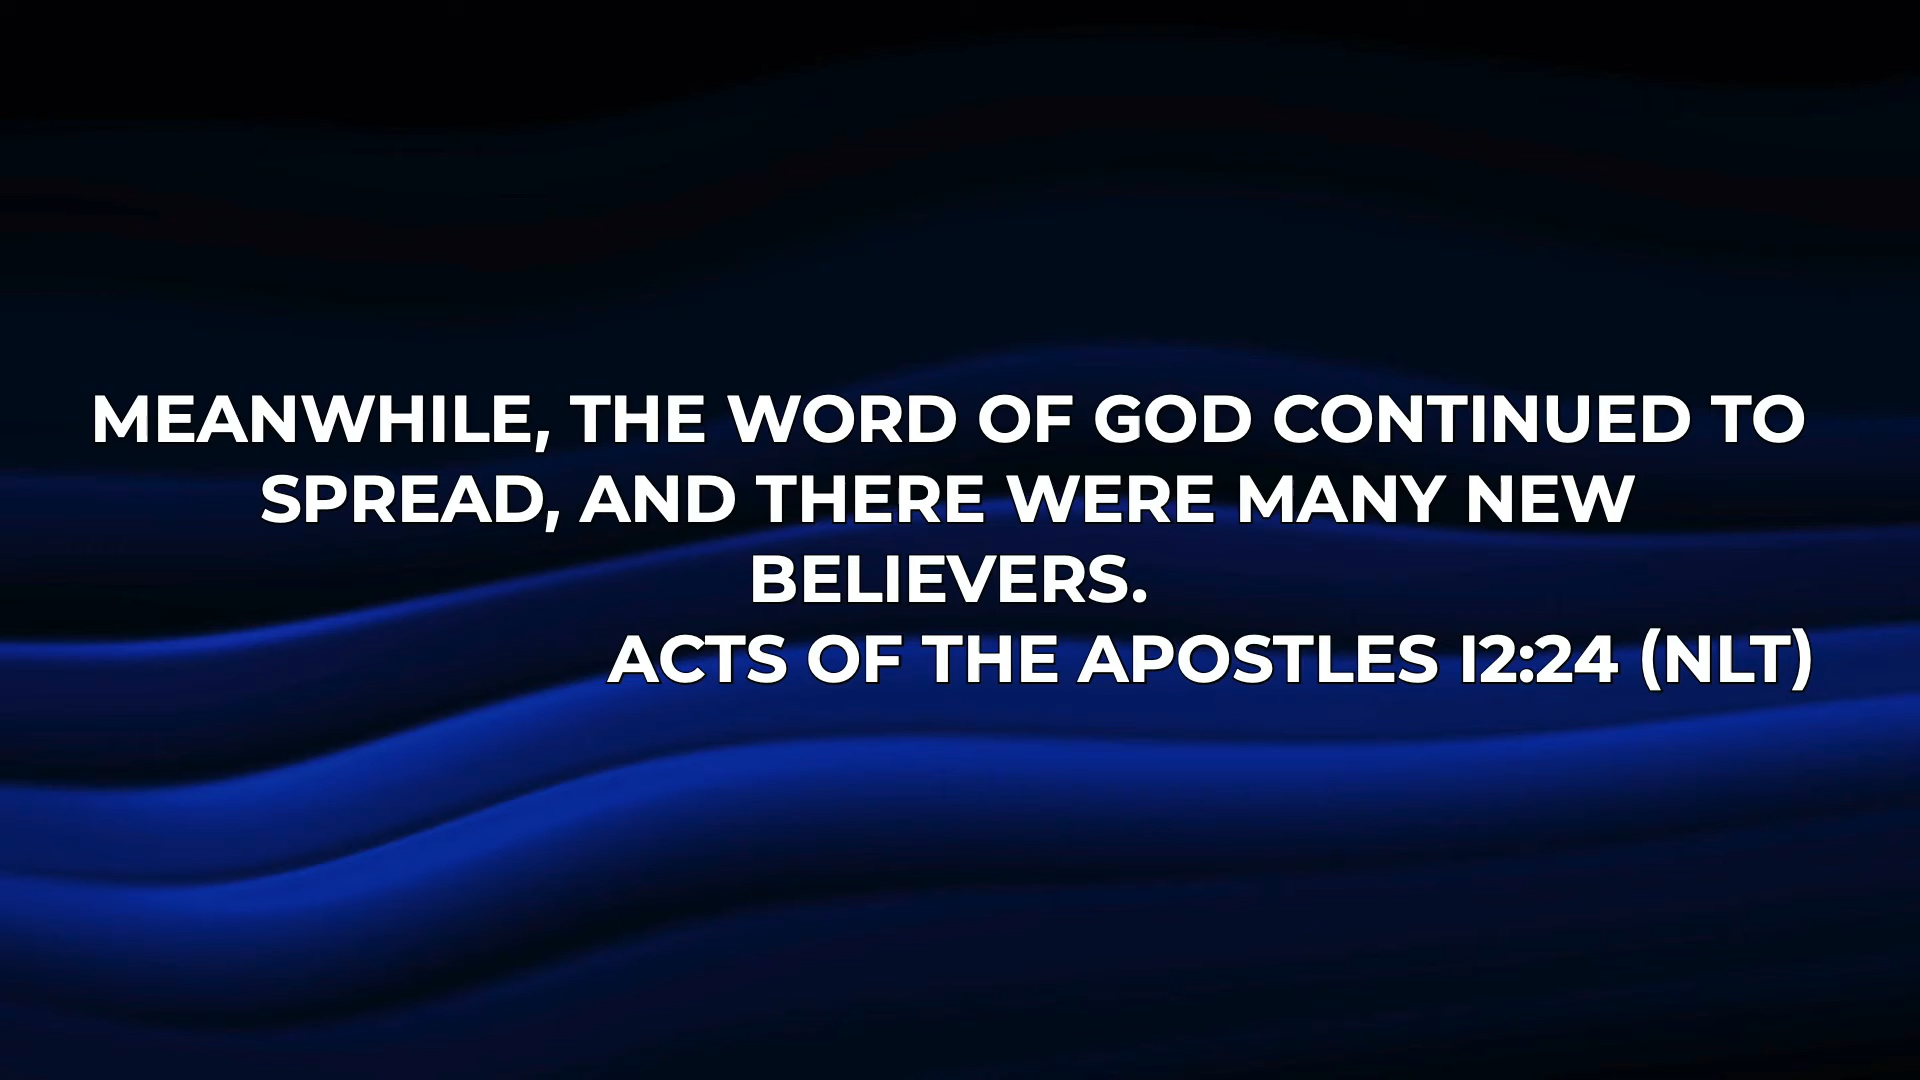 MEANWHILE, THE WORD OF GOD CONTINUED TO
SPREAD, AND THERE WERE MANY NEW
BELIEVERS.
ACTS OF THE APOSTLES 12:24 (NLT)